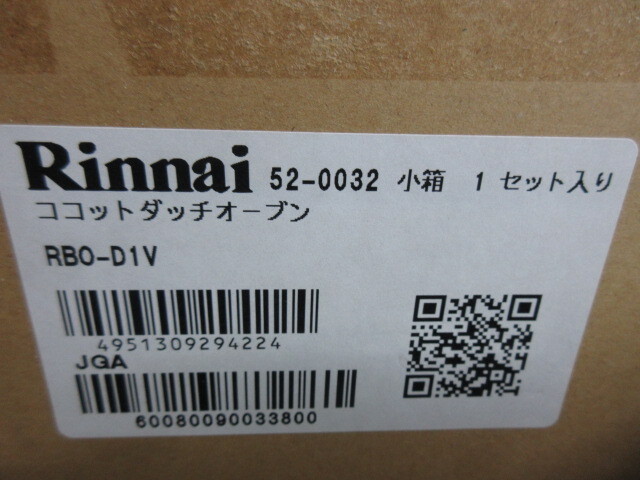 Rinnai 52-0032 小箱 1 セット入り
ココットダッチオーブン
RBO-D1V
4951309294224
JGA
60080090033800